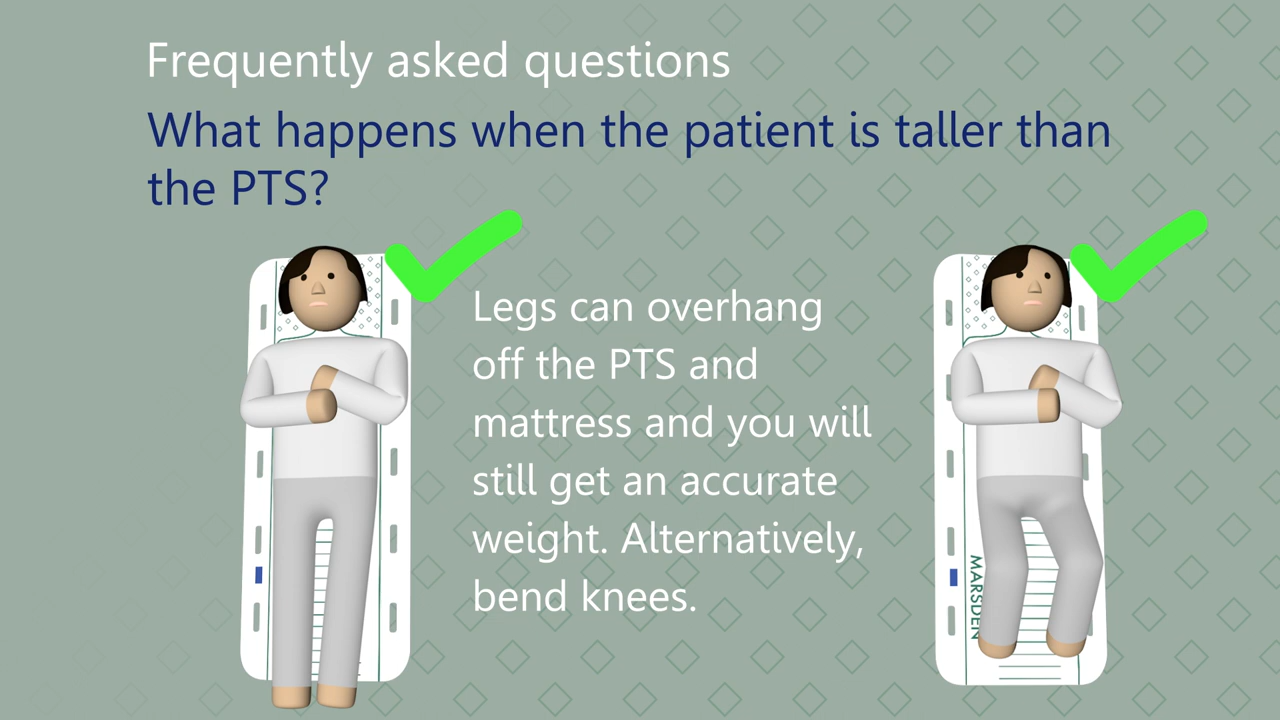 Frequently asked questions
What happens when the patient is taller than
the PTS?
Legs can overhang
off the PTS and
mattress and you will
still get an accurate
weight. Alternatively,
bend knees.
MARSDEN